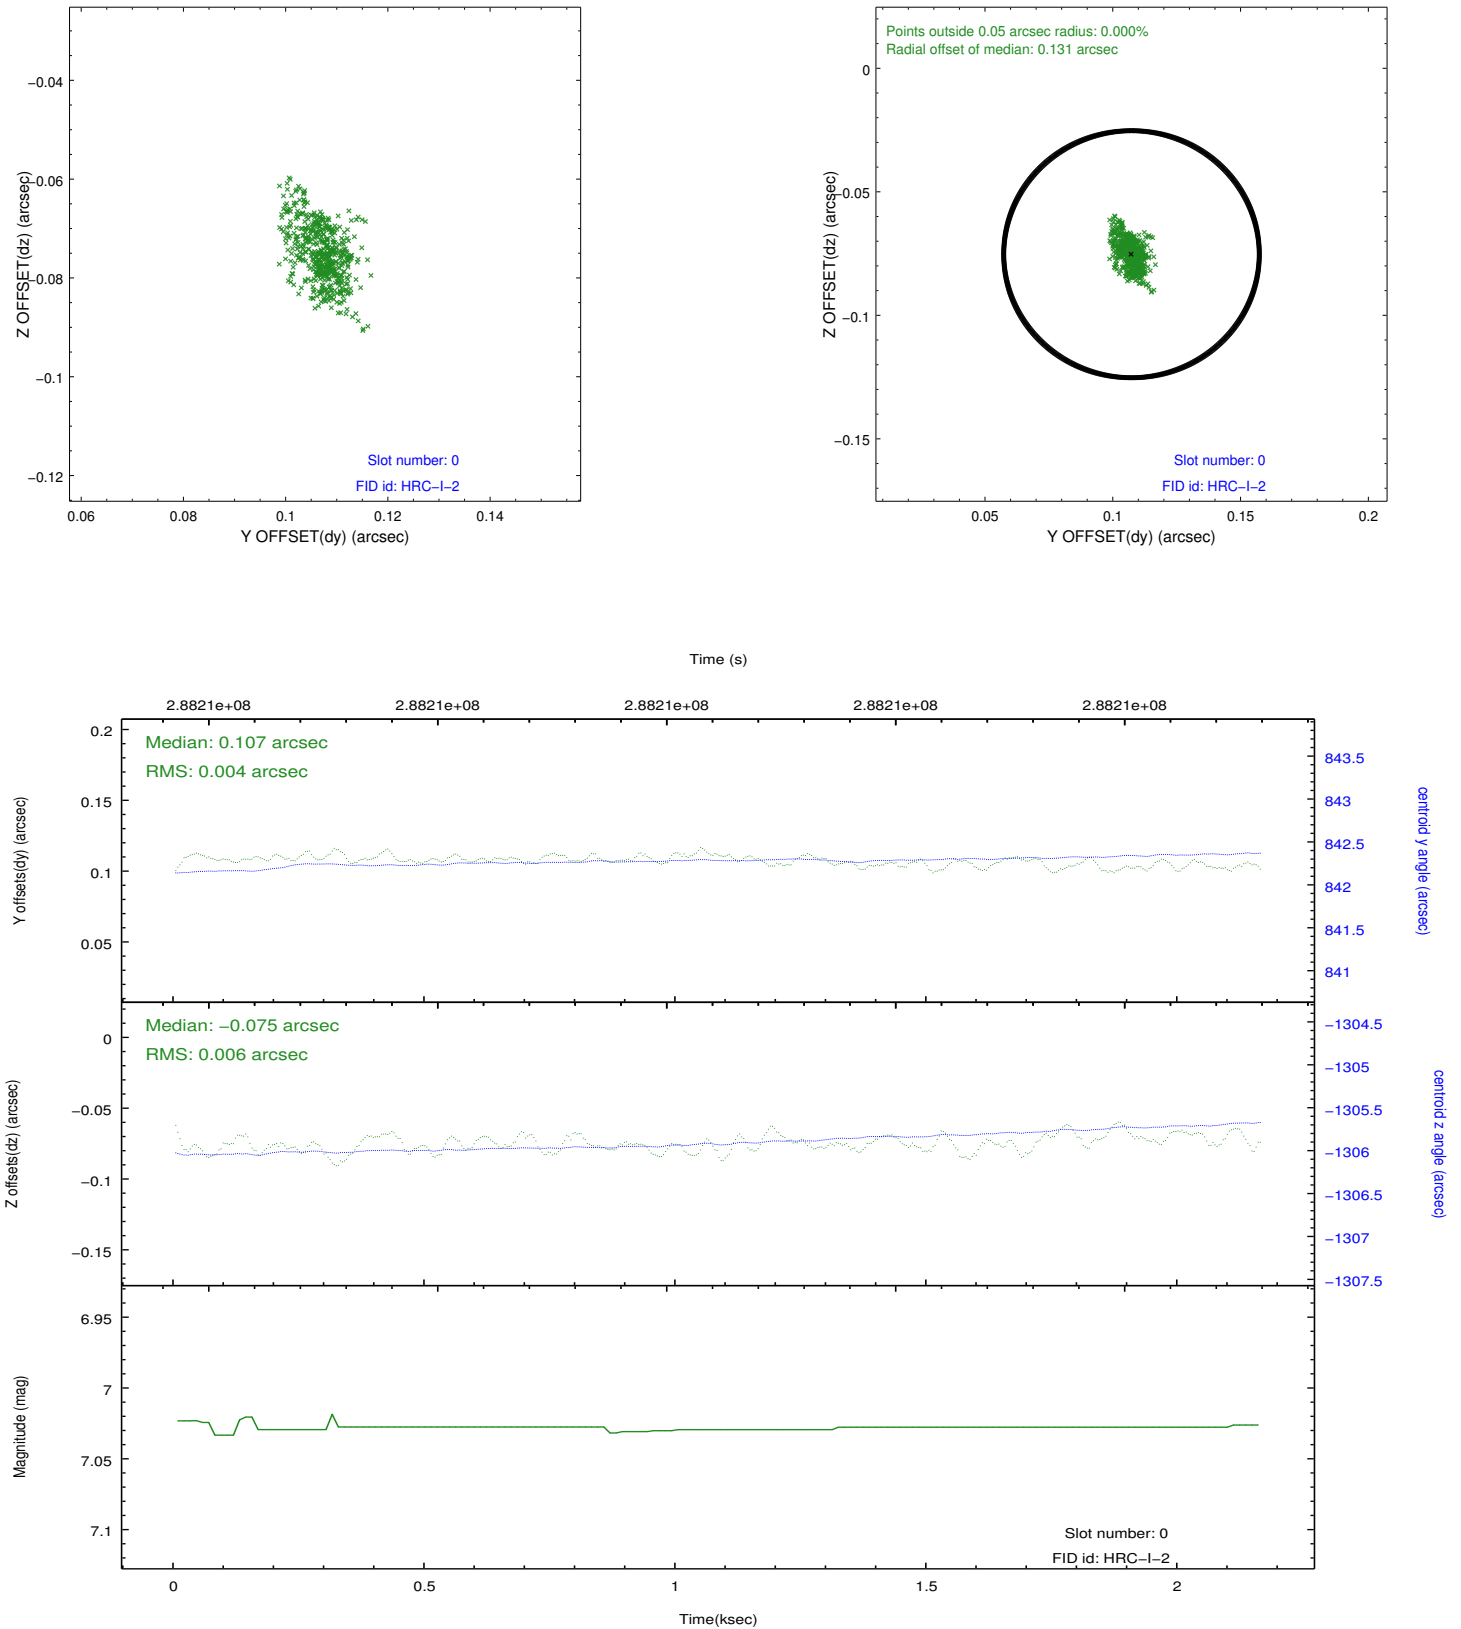 −0.04
−0.06
−0.08
−0.1
−0.12
Z OFFSET(dz) (arcsec)
Slot number: 0
FID id: HRC−I−2
0.06 0.08 0.1 0.12 0.14
Y OFFSET(dy) (arcsec)
Points outside 0.05 arcsec radius: 0.000%
Radial offset of median: 0.131 arcsec
0
−0.05
−0.1
−0.15
Z OFFSET(dz) (arcsec)
Slot number: 0
FID id: HRC−I−2
0.05 0.1 0.15 0.2
Y OFFSET(dy) (arcsec)
Time (s)
2.8821e+08 2.8821e+08 2.8821e+08 2.8821e+08 2.8821e+08
Median: 0.107 arcsec
RMS: 0.004 arcsec
0.2
0.15
0.1
0.05
Y offsets(dy) (arcsec)
843.5
843
842.5
842
841.5
841
centroid y angle (arcsec)
Median: −0.075 arcsec
RMS: 0.006 arcsec
0
−0.05
−0.1
−0.15
Z offsets(dz) (arcsec)
−1304.5
−1305
−1305.5
−1306
−1306.5
−1307
−1307.5
centroid z angle (arcsec)
6.95
7
7.05
7.1
Magnitude (mag)
Slot number: 0
FID id: HRC−I−2
0 0.5 1 1.5 2
Time(ksec)